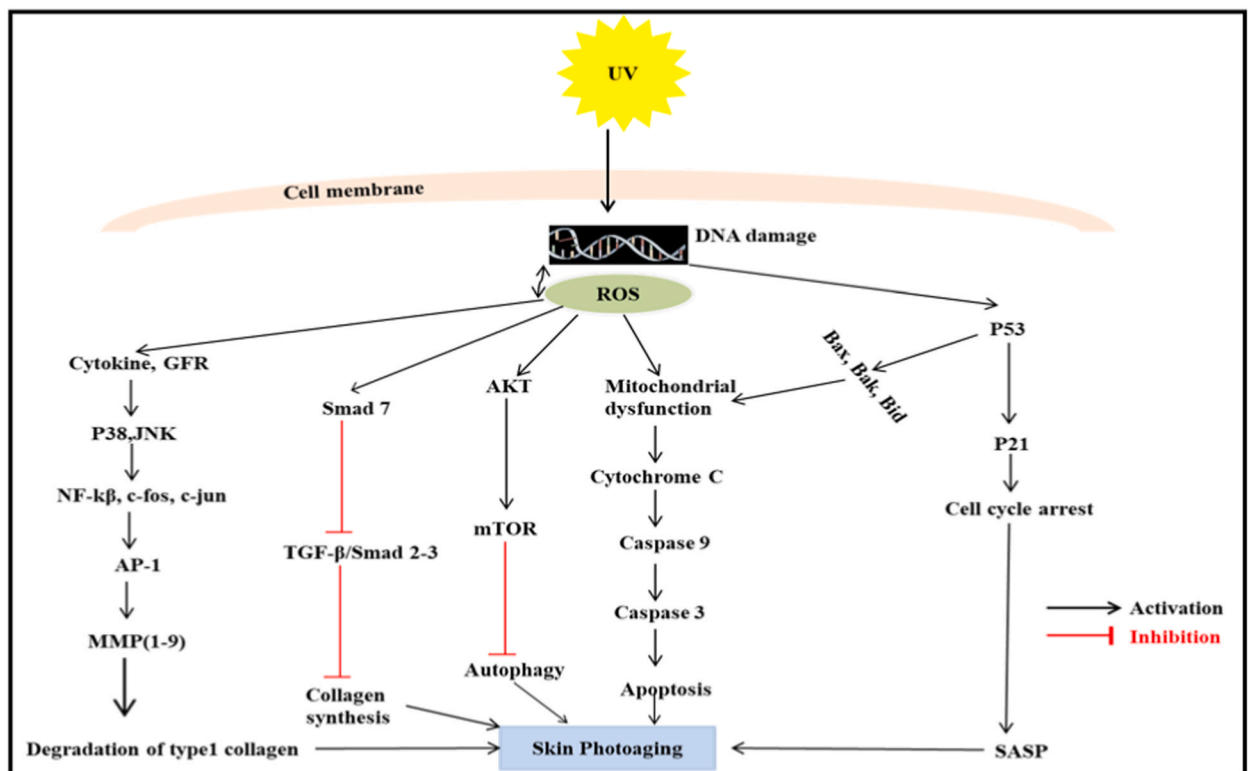 UV
Cell membrane
DNA damage
ROS
P53
Cytokine, GFR
Bax, Bak, Bid
Smad 7
AKT
Mitochondrial
dysfunction
P38,JNK
P21
NF-kβ, c-fos, c-jun
Cytochrome C
Cell cycle arrest
mTOR
TGF-β/Smad 2-3
Caspase 9
AP-1
Caspase 3
Activation
MMP(1-9)
Inhibition
Autophagy
Collagen
synthesis
Apoptosis
Degradation of type1 collagen
Skin Photoaging
SASP